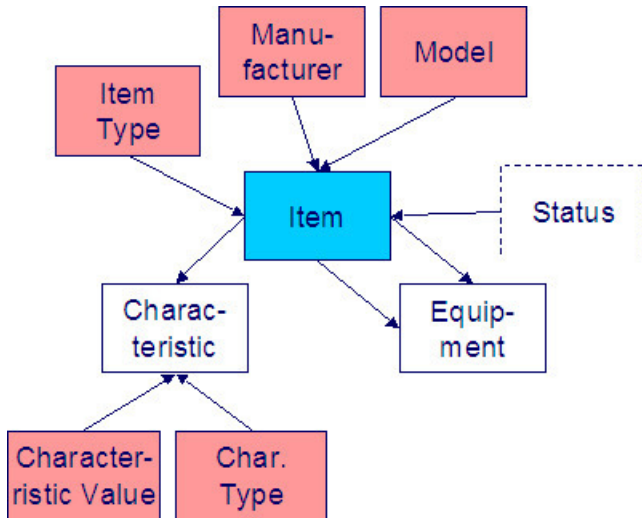 Manu-
facturer
Model
Item
Type
Item
Status
Charac-
teristic
Equip-
ment
Character-
ristic Value
Char.
Type